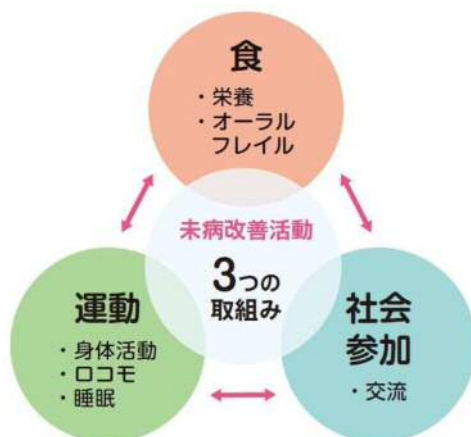 食
・栄養
・オーラル
フレイル
未病改善活動
3つの
取組み
運動
・身体活動
・ロコモ
・睡眠
社会
参加
・交流